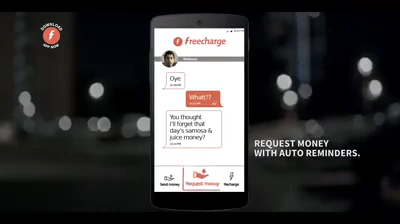 DOWNLOAD
APP NOW
freecharge
Oye
What??
You thought
I'll forget that
day's samosa &
juice money?
REQUEST MONEY
WITH AUTO REMINDERS.
Send money
Request money
Recharge